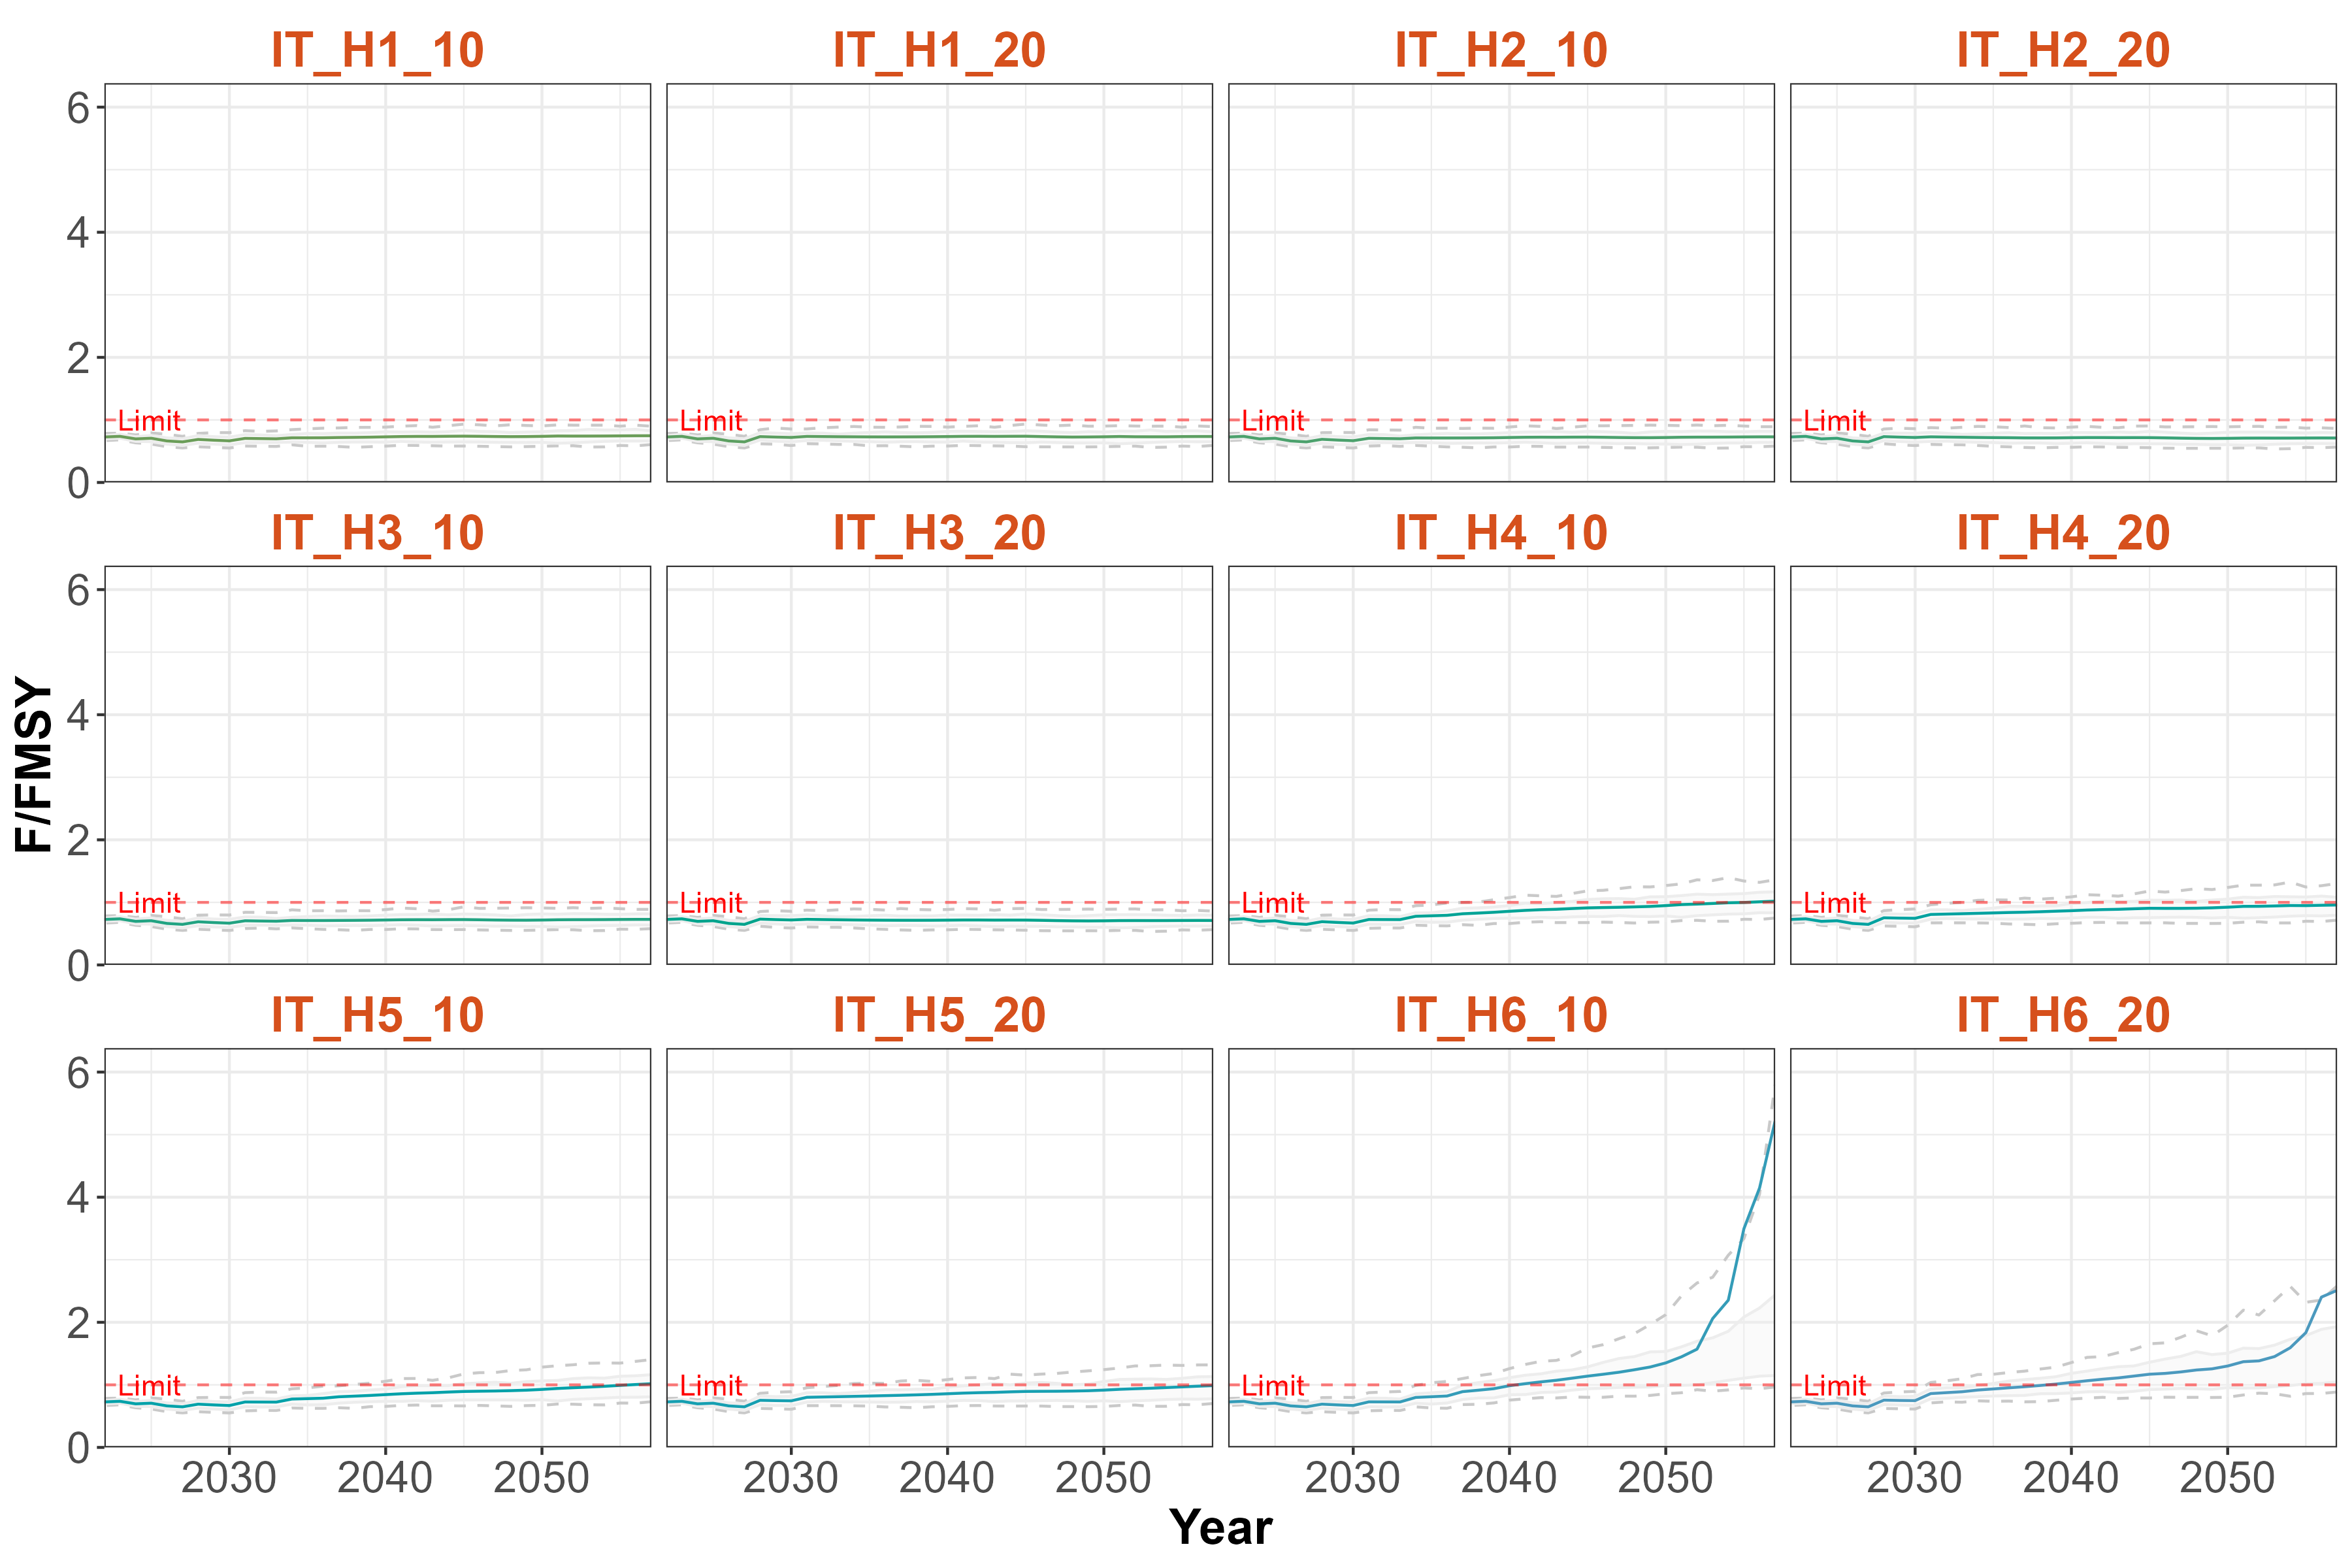 IT_H1_10 IT_H1_20 IT_H2_10 IT_H2_20
6
4
2
0
Limit Limit Limit Limit
IT_H3_10 IT_H3_20 IT_H4_10 IT_H4_20
6
4
2
0
Limit Limit Limit Limit
F/FMSY
IT_H5_10 IT_H5_20 IT_H6_10 IT_H6_20
6
4
2
0
Limit Limit Limit Limit
2030 2040 2050 2030 2040 2050 2030 2040 2050 2030 2040 2050
Year